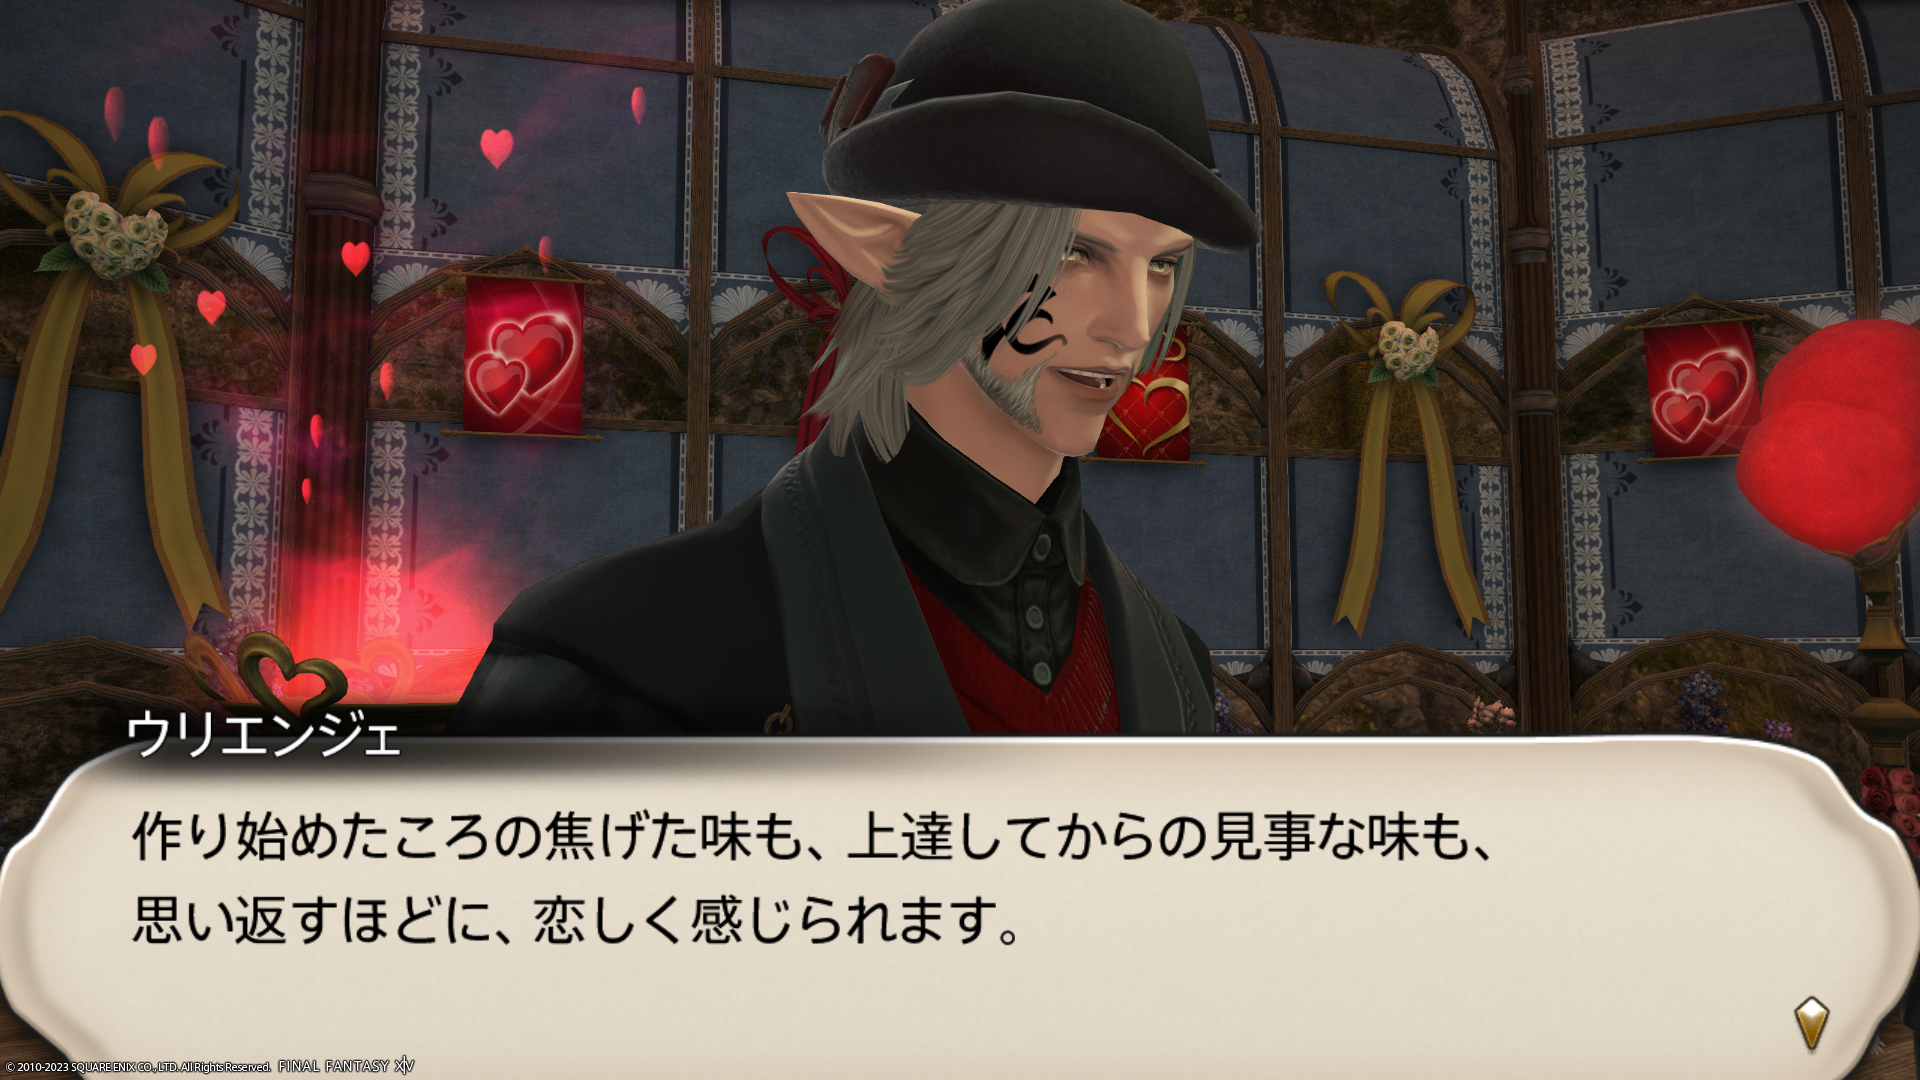 ウリエンジェ
作り始めたころの焦げた味も、上達してからの見事な味も、
思い返すほどに、恋しく感じられます。
© 2010-2023 SQUARE ENIX CO., LTD. All Rights Reserved. FINAL FANTASY XIV